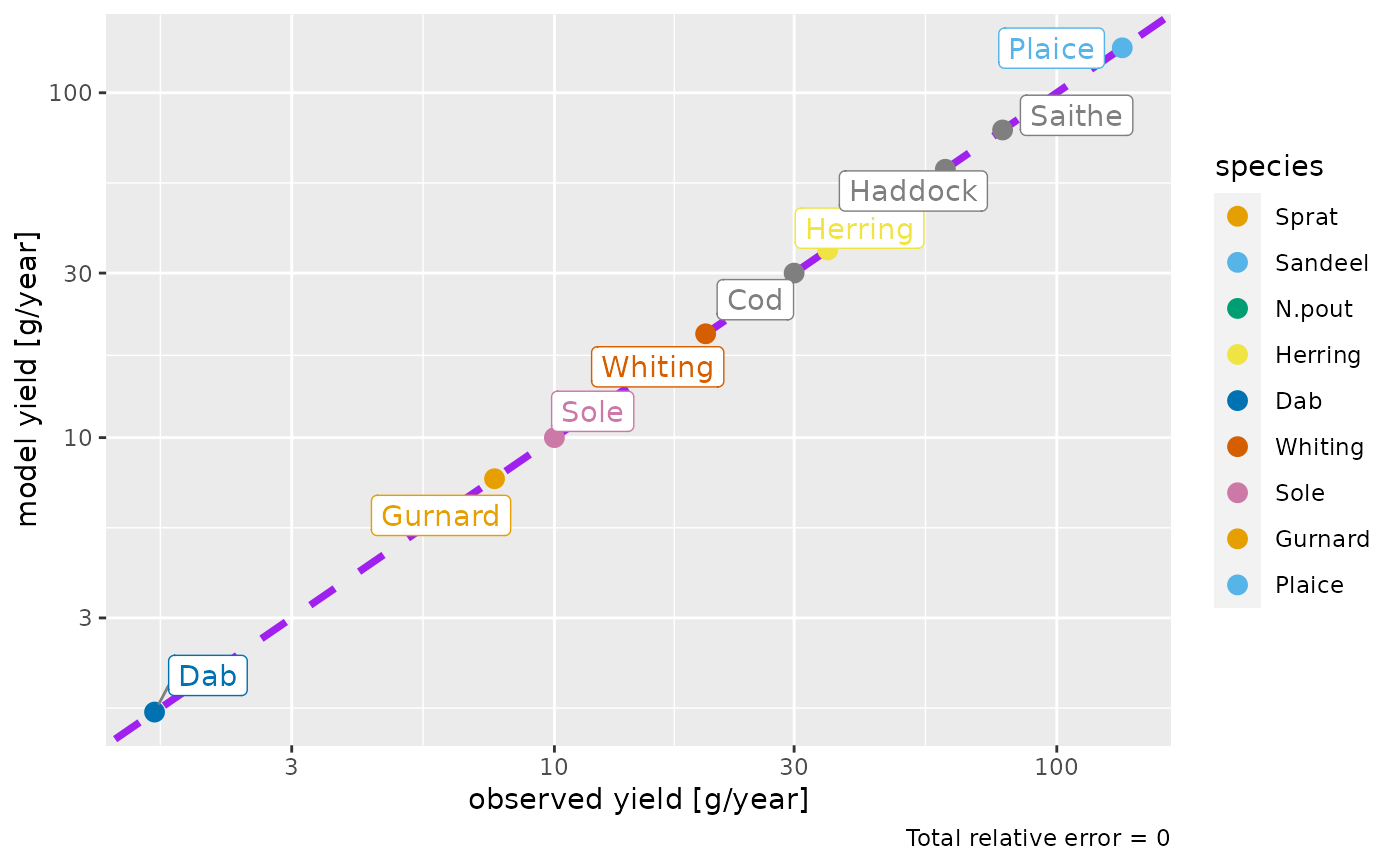 Plaice
100
Saithe
Haddock
Herring
30
Cod
Whiting
Sole
10
Gurnard
3
Dab
model yield [g/year]
3
10
30
100
observed yield [g/year]
Total relative error = 0
species
Sprat
Sandeel
N.pout
Herring
Dab
Whiting
Sole
Gurnard
Plaice